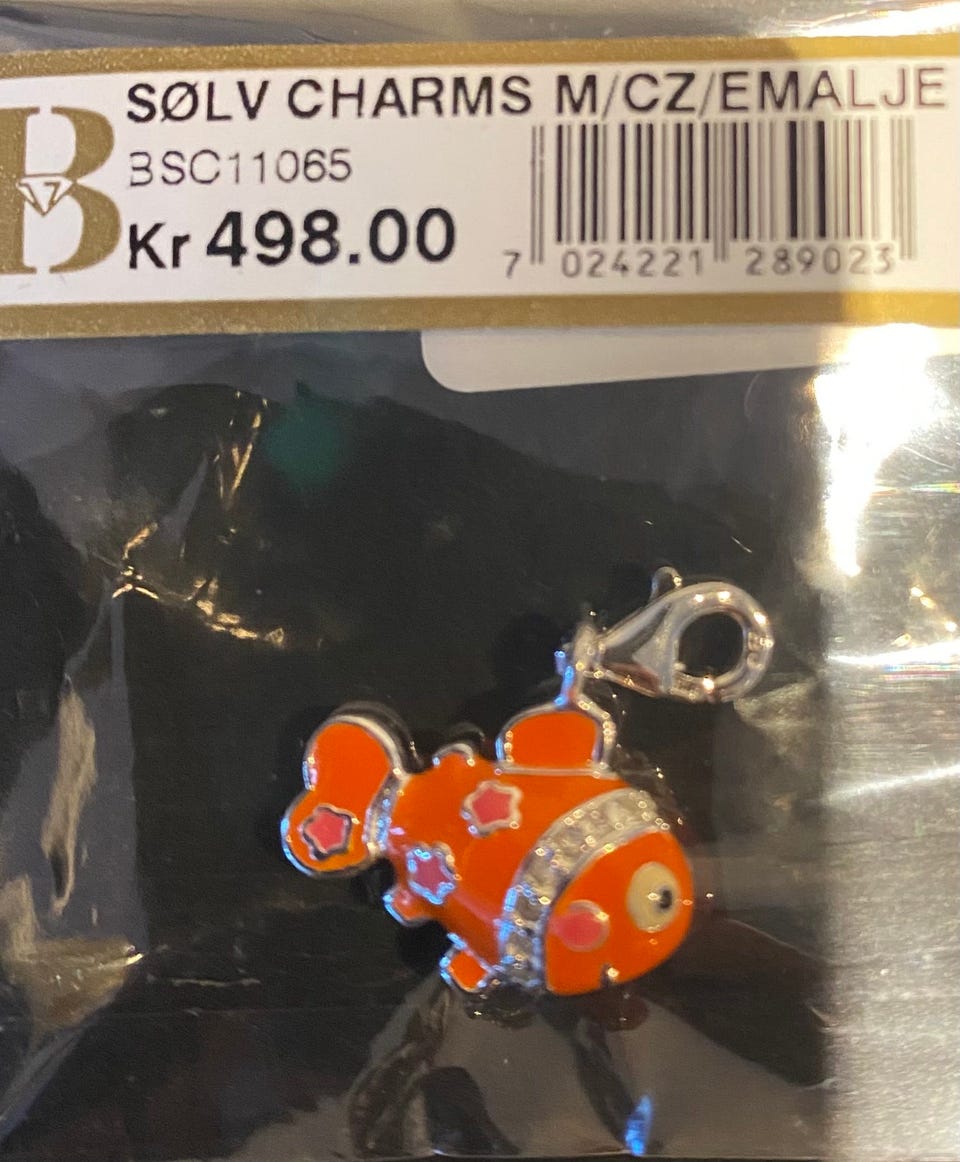 B
SØLV CHARMS M/CZ/EMALJE
BSC11065
Kr 498.00
7 024221 289023